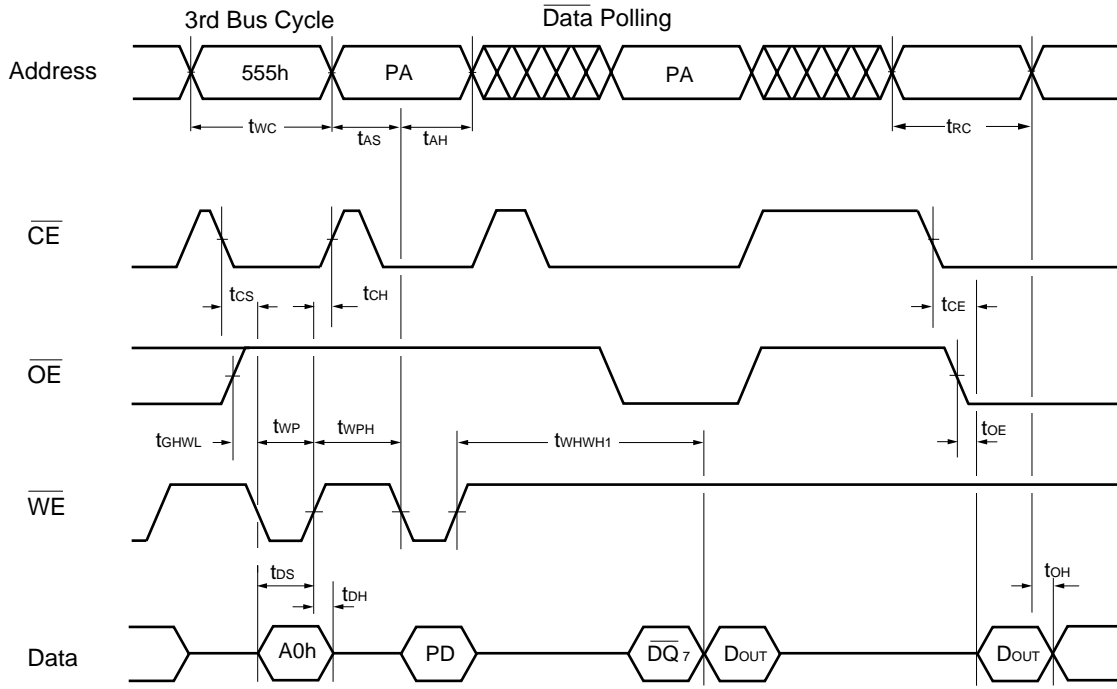 3rd Bus Cycle
Data Polling
Address
555h
PA
PA
tWC
tAS
tAH
tRC
CE
tCS
tCH
tCE
OE
tGHWL
tWP
tWPH
tWHWH1
tOE
WE
tDS
tDH
tOH
Data
A0h
PD
DQ7
DOUT
DOUT